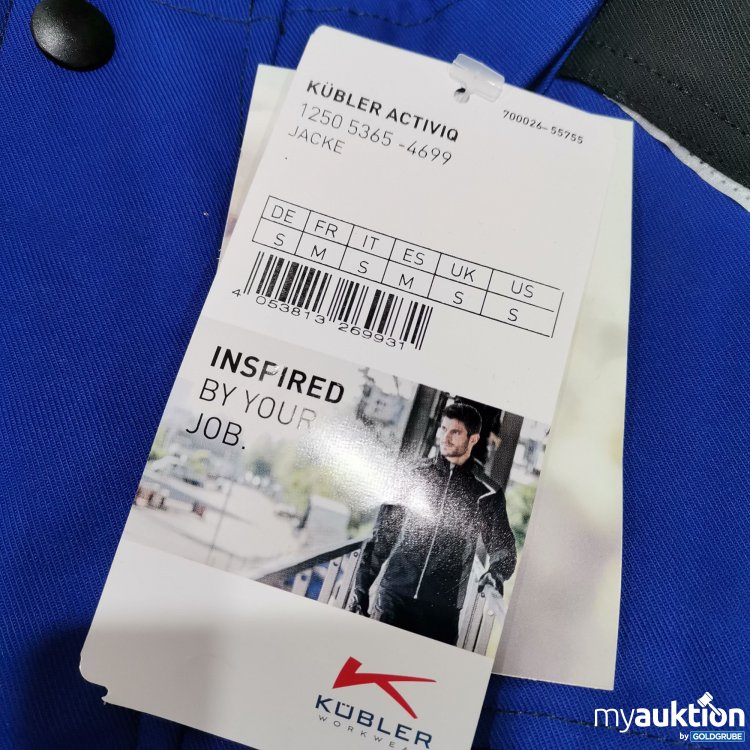 KÜBLER ACTIVIQ
1250 5365 -4699
JACKE
700026-55755
DE FR IT ES UK US
S M S M S S
4 053813 269931
INSPIRED
BY YOUR
JOB.
KÜBLER
WORKWEAR
myauktion
by GOLDGRUBE